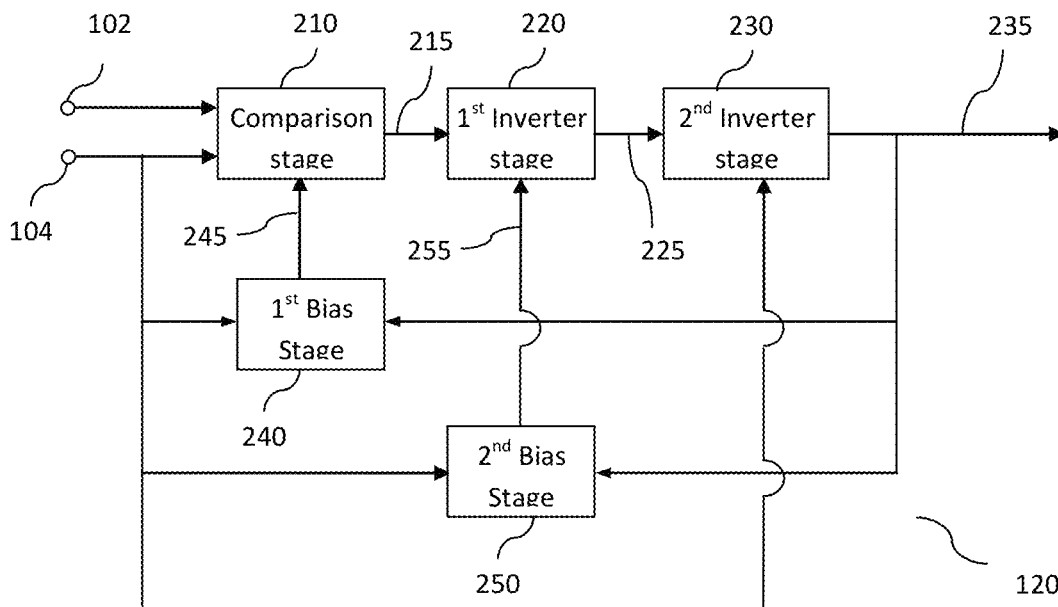 102
210
215
220
230
235
Comparison
stage
1st Inverter
stage
2nd Inverter
stage
104
245
255
225
1st Bias
Stage
240
2nd Bias
Stage
250
120